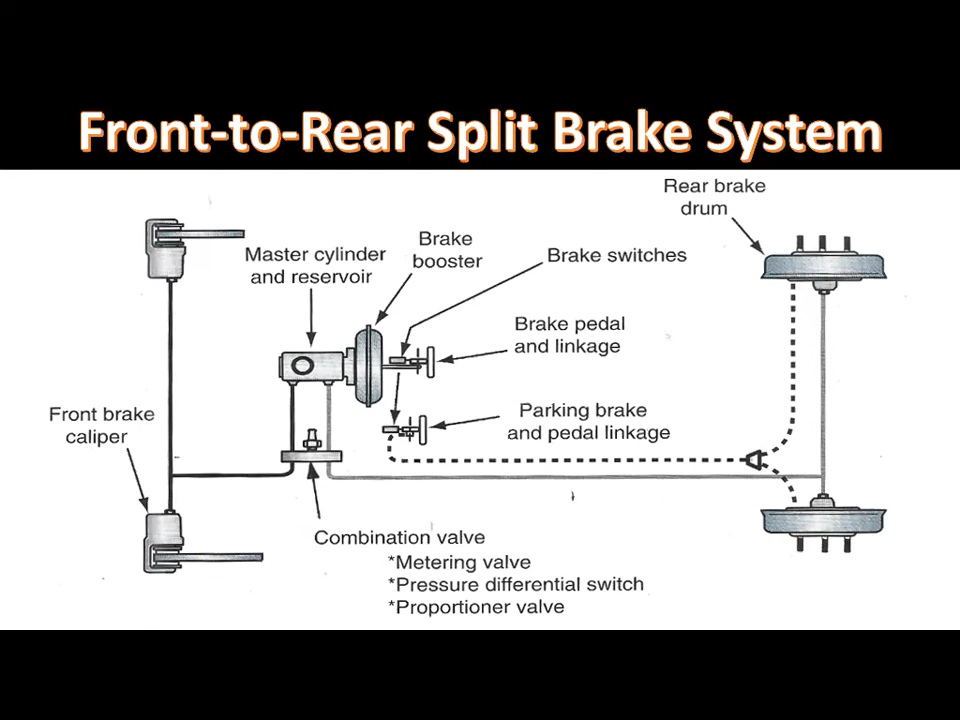 Front-to-Rear Split Brake System
Rear brake
drum
Master cylinder
and reservoir
Brake
booster
Brake switches
Brake pedal
and linkage
Front brake
caliper
Parking brake
and pedal linkage
Combination valve
*Metering valve
*Pressure differential switch
*Proportioner valve